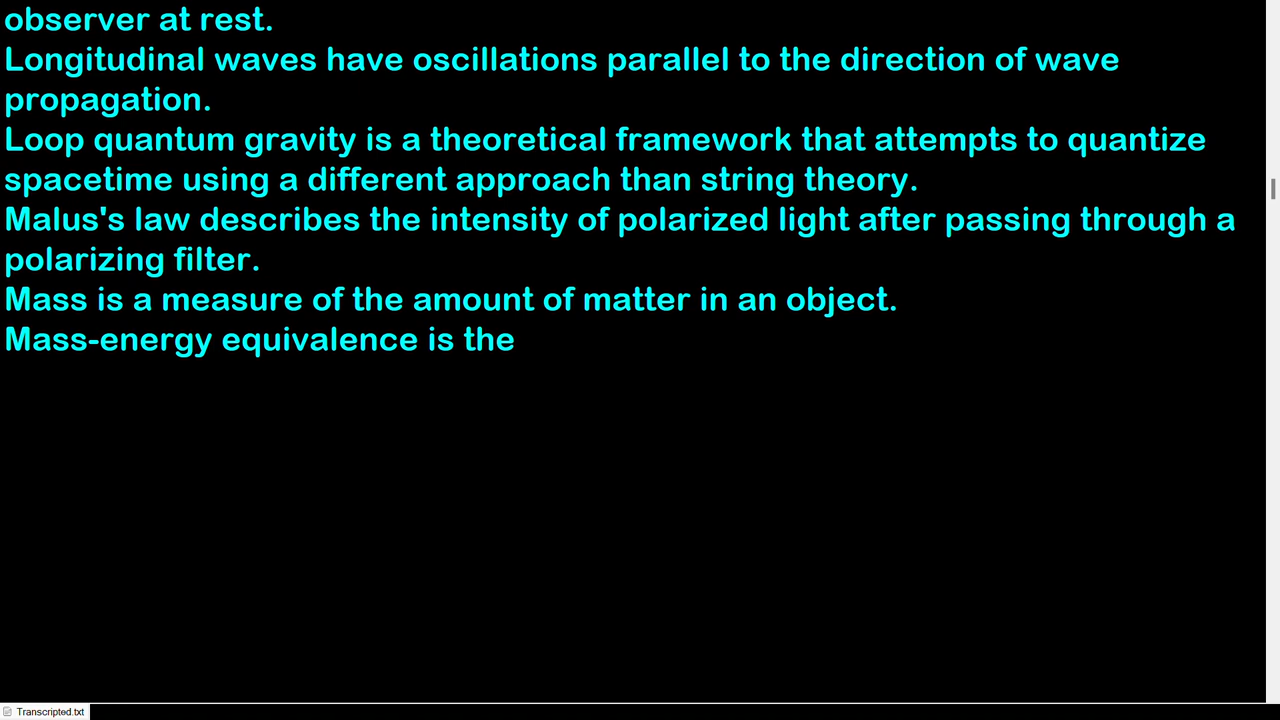 observer at rest.
Longitudinal waves have oscillations parallel to the direction of wave
propagation.
Loop quantum gravity is a theoretical framework that attempts to quantize
spacetime using a different approach than string theory.
Malus's law describes the intensity of polarized light after passing through a
polarizing filter.
Mass is a measure of the amount of matter in an object.
Mass-energy equivalence is the
Transcripted.txt